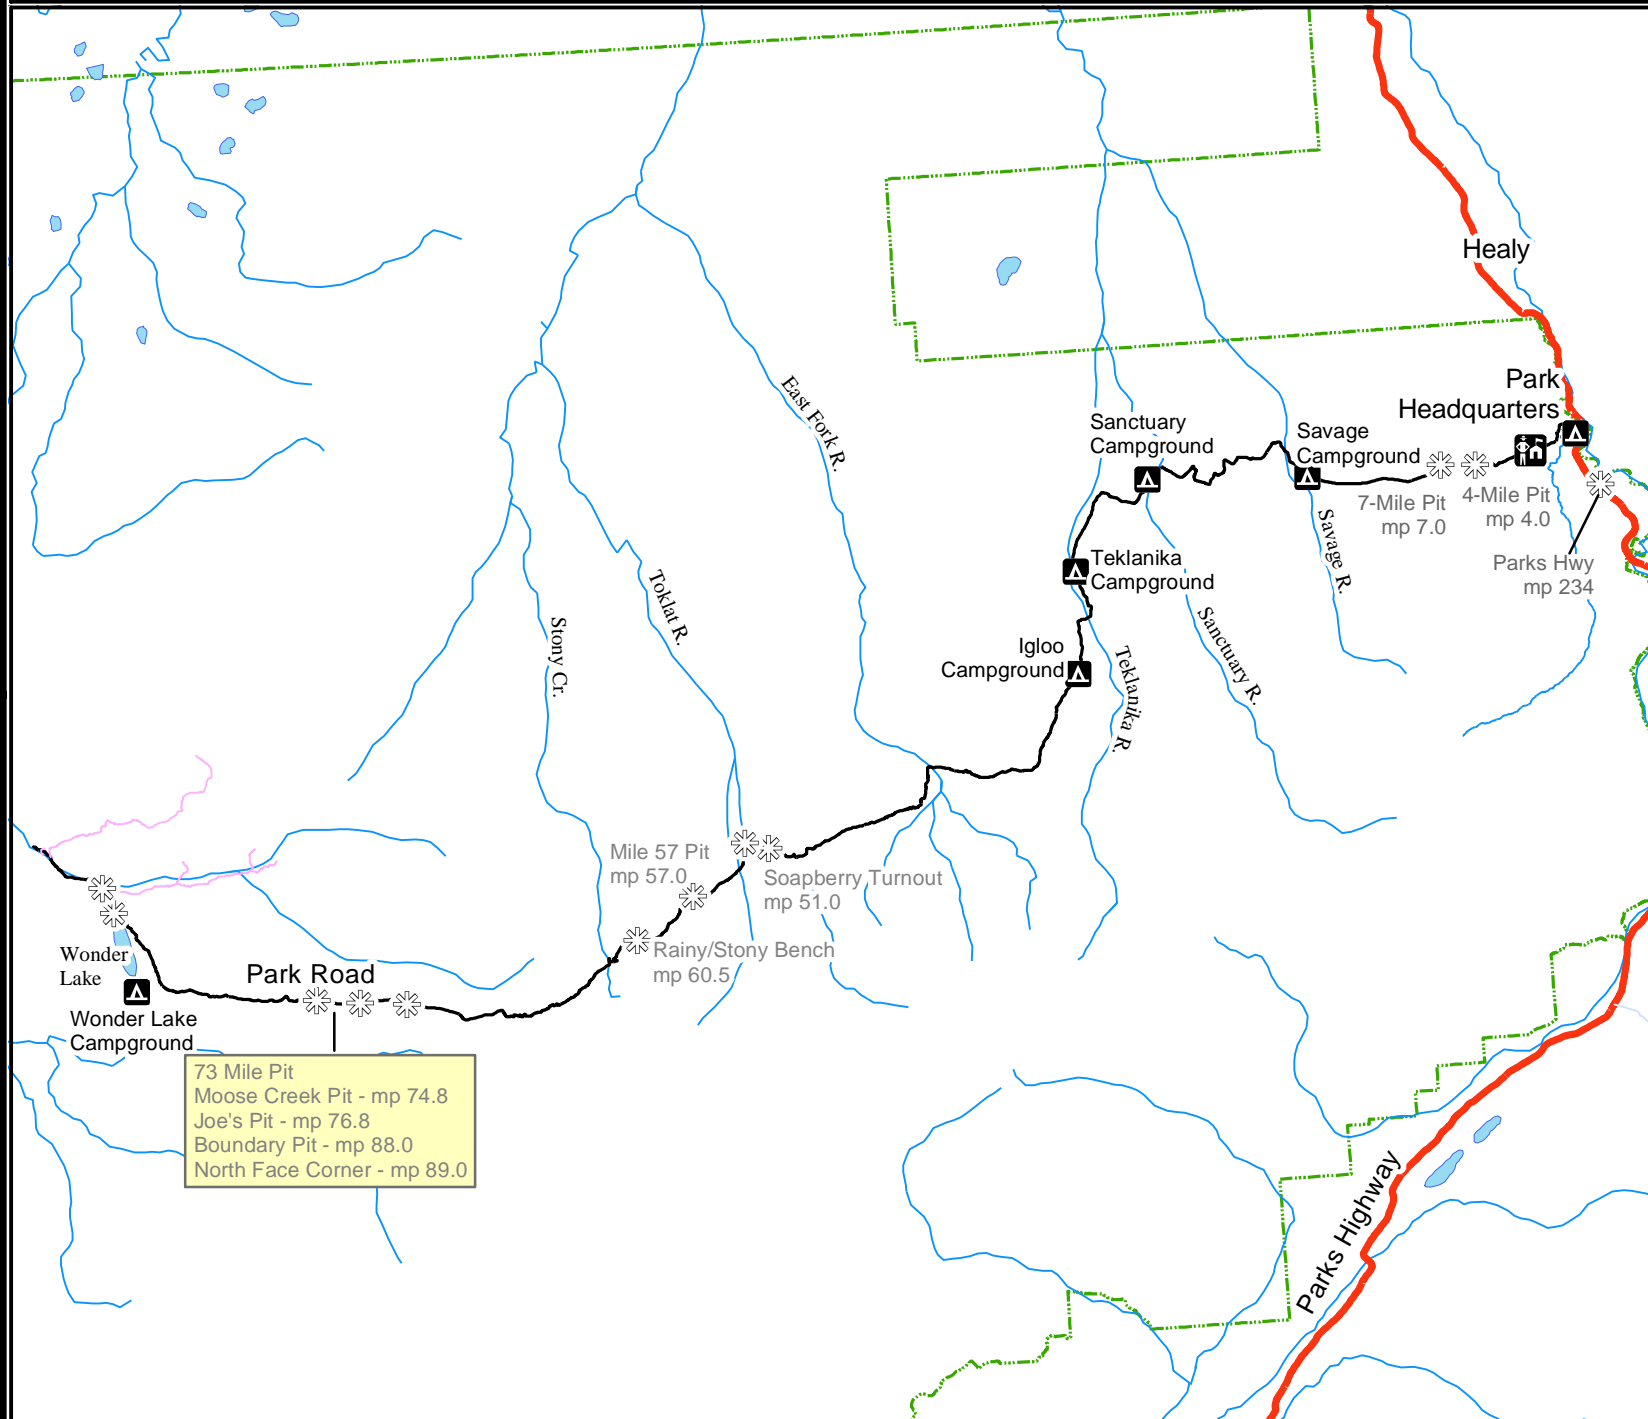 Healy
Park
Headquarters
Sanctuary
Campground
Savage
Campground
East Fork R.
7-Mile Pit
mp 7.0
4-Mile Pit
mp 4.0
Parks Hwy
mp 234
Savage R.
Teklanika
Campground
Toklat R.
Stony Cr.
Sanctuary R.
Igloo
Campground
Teklanika R.
Mile 57 Pit
mp 57.0
Soapberry Turnout
mp 51.0
Rainy/Stony Bench
mp 60.5
Wonder
Lake
Park Road
Wonder Lake
Campground
73 Mile Pit
Moose Creek Pit - mp 74.8
Joe's Pit - mp 76.8
Boundary Pit - mp 88.0
North Face Corner - mp 89.0
Parks Highway